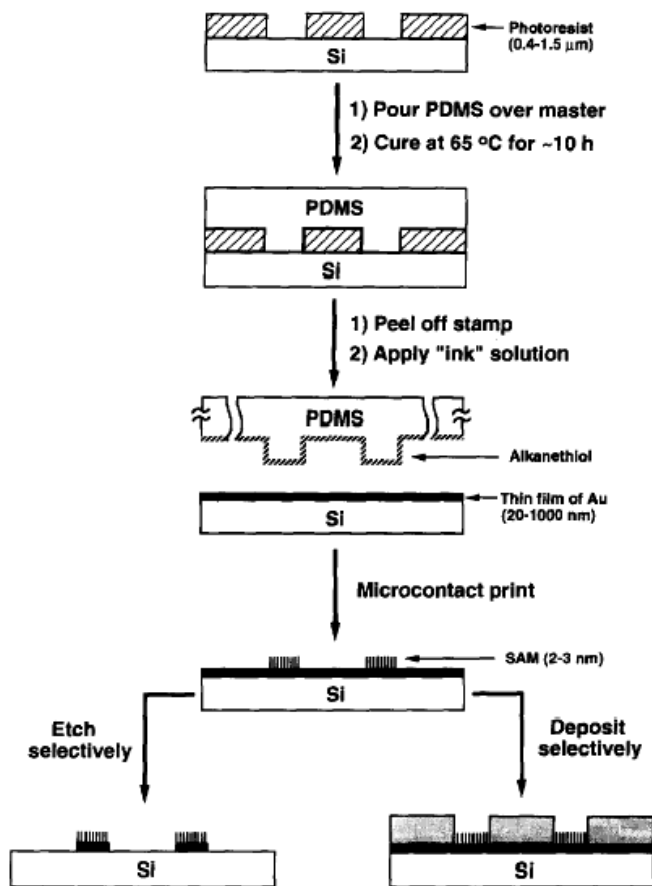 Photoresist
(0.4-1.5 μm)
Si
1) Pour PDMS over master
2) Cure at 65 ºC for ~10 h
PDMS
Si
1) Peel off stamp
2) Apply "ink" solution
PDMS
Alkanethiol
Thin film of Au
(20-1000 nm)
Si
Microcontact print
SAM (2-3 nm)
Si
Etch
selectively
Deposit
selectively
Si
Si